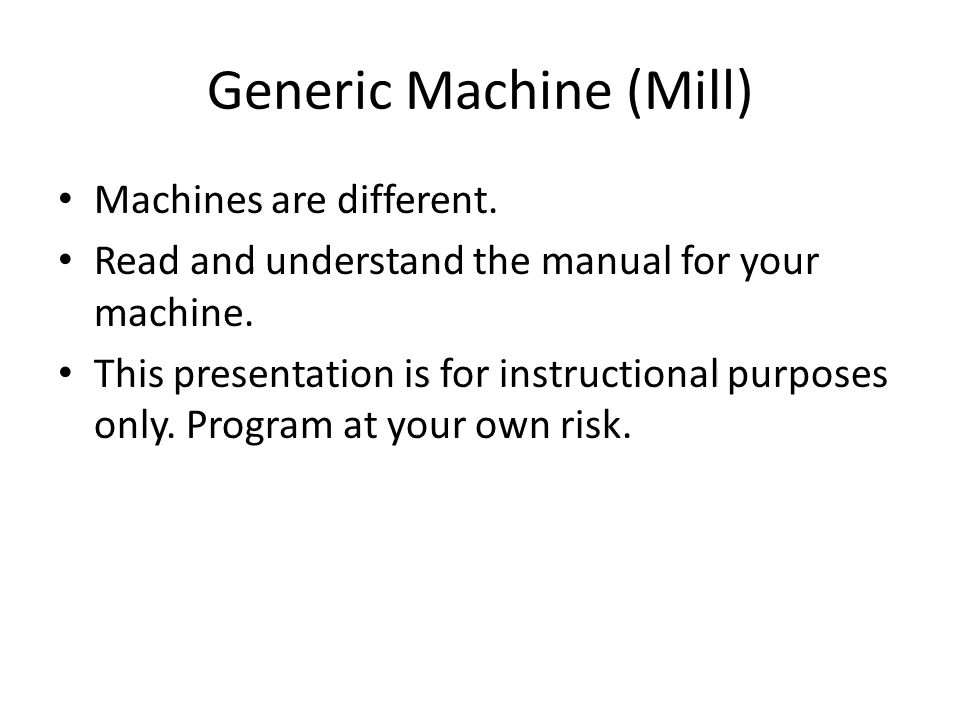 Generic Machine (Mill)
• Machines are different.
• Read and understand the manual for your
machine.
• This presentation is for instructional purposes
only. Program at your own risk.